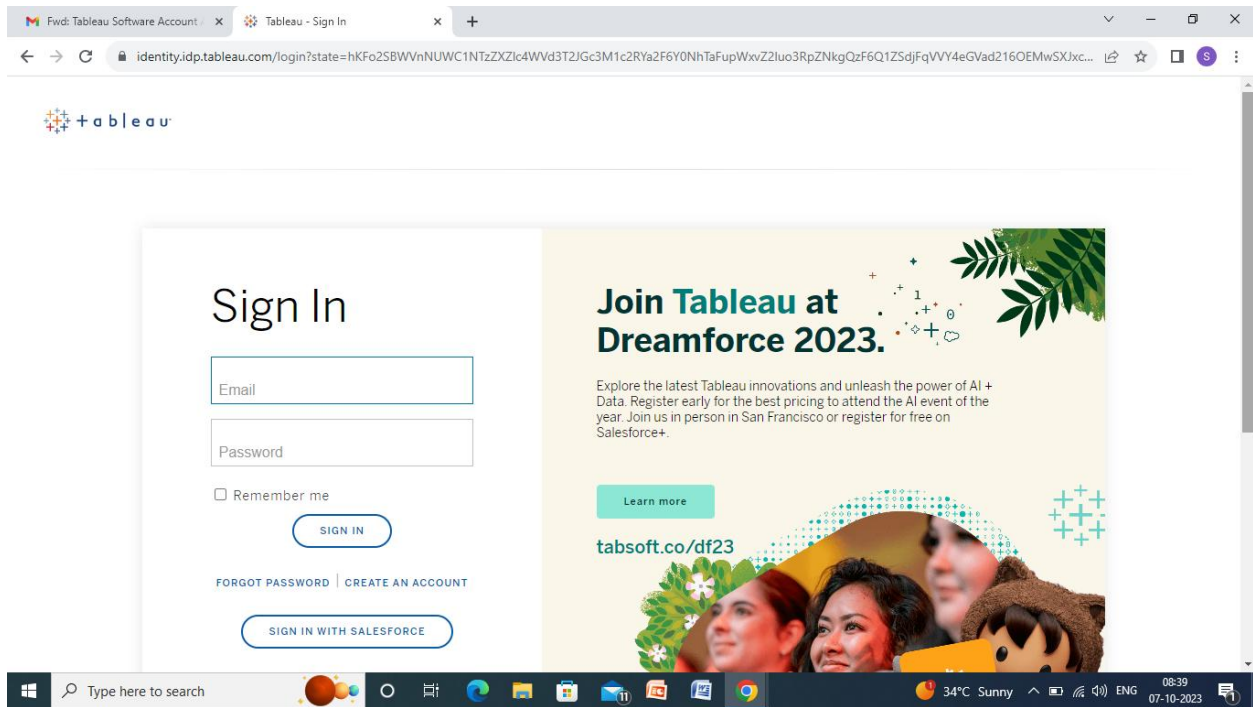 Fwd: Tableau Software Account A
Tableau - Sign In
identity.idp.tableau.com/login?state=hKFo2SBWVnNUWC1NTzZXZlc4WVd3T2JGc3M1c2RYa2F6Y0NhTaFupWxvZ2luo3RpZNkgQzF6Q1ZSdjFqVVY4eGVad216OEMwSXJxc...
S
+ableau
Sign In
Email
Password
Remember me
SIGN IN
FORGOT PASSWORD | CREATE AN ACCOUNT
SIGN IN WITH SALESFORCE
Join Tableau at
Dreamforce 2023.
Explore the latest Tableau innovations and unleash the power of AI +
Data. Register early for the best pricing to attend the AI event of the
year. Join us in person in San Francisco or register for free on
Salesforce+.
Learn more
tabsoft.co/df23
Type here to search
11
34°C Sunny
ENG
08:39
07-10-2023
1